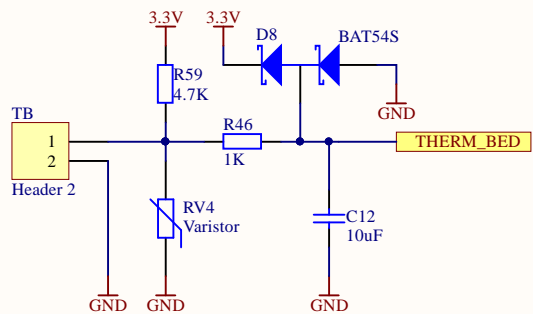 3.3V
3.3V
D8
BAT54S
R59
4.7K
GND
TB
1
2
R46
1K
THERM_BED
Header 2
RV4
Varistor
C12
10uF
GND
GND
GND